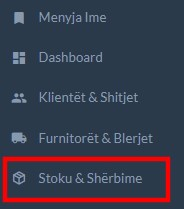 Menyja Ime
Dashboard
Klientët & Shitjet
Furnitorët & Blerjet
Stoku & Shërbime